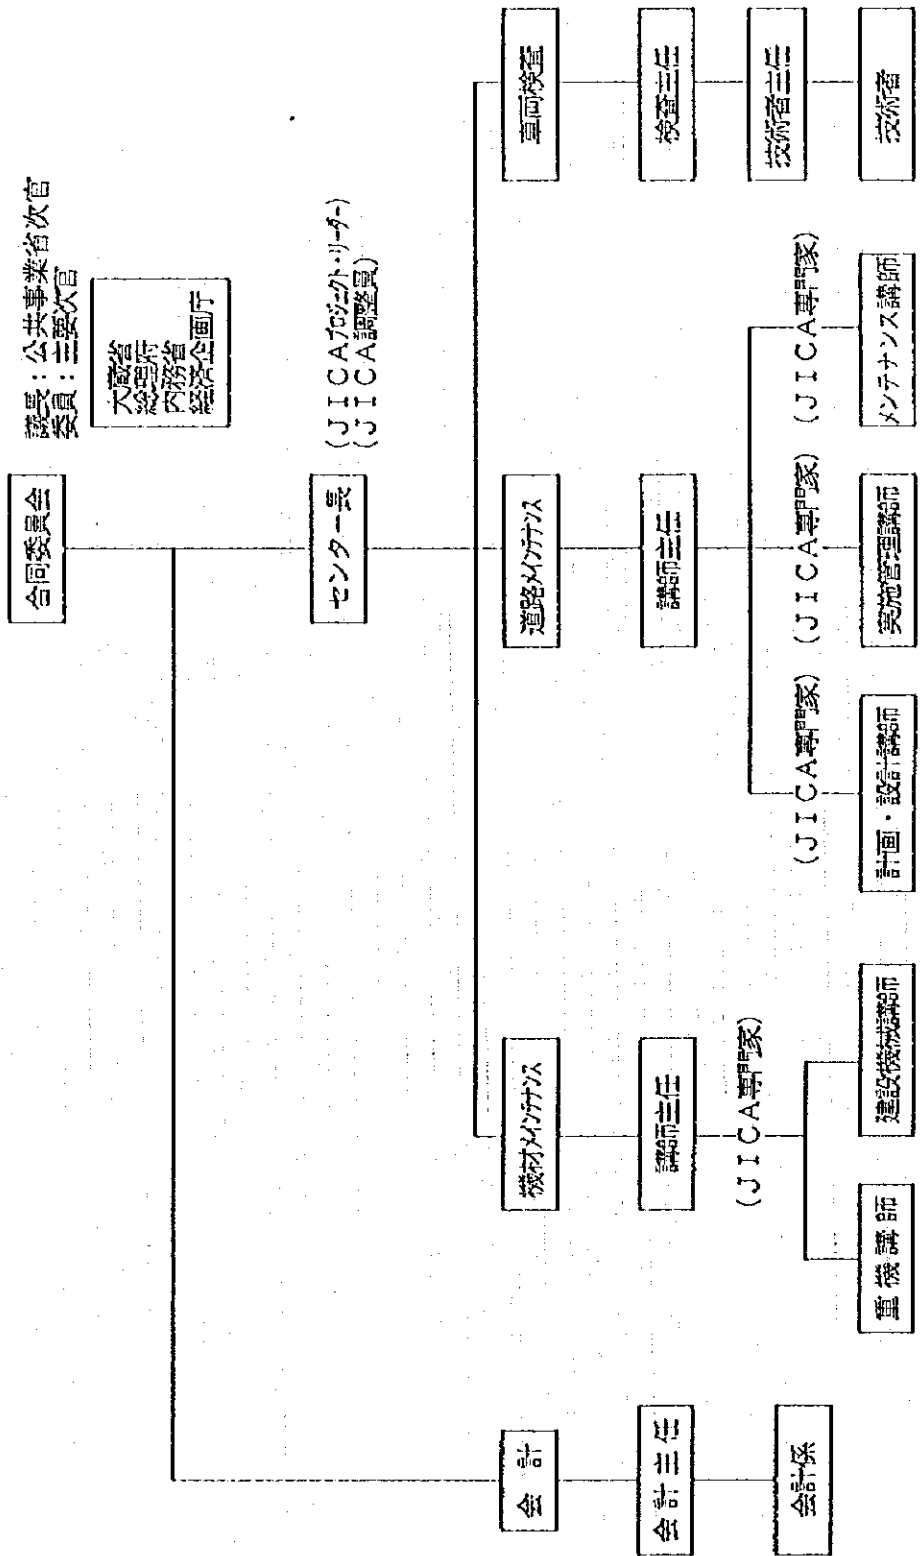 合同委員会
議長：公共事業省次官
委員：主要次官
大蔵省
総理府
内務省
経済企画庁
センター長
(JICAプロジェクト・リーダー)
(JICA調整員)
会 計
機材メインテナンス
道路メインテナンス
車両検査
会 計 主 任
講師主任
講師主任
検査主任
(JICA専門家)
技術者主任
会計係
(JICA専門家) (JICA専門家) (JICA専門家)
重 機 講 師
建設機械講師
計画・設計講師
実施管理講師
メンテナンス講師
技術者